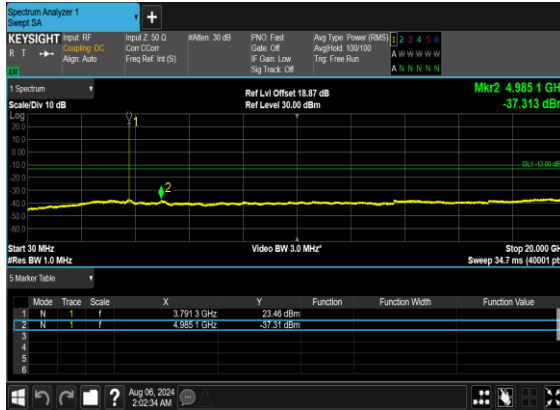 Spectrum Analyzer 1
Swept SA
+
KEYSIGHT Input: RF Input Z: 50 Ω #Atten: 30 dB PNO: Fast Avg Type: Power (RMS) 1 2 3 4 5 6
R T Coupling: DC Corr CCorr Gate: Off Avg|Hold: 100/100 A W W W W W
Align: Auto Freq Ref: Int (S) IF Gain: Low Trig: Free Run
Sig Track: Off A N N N N N
1 Spectrum Mkr2 4.985 1 GH
Scale/Div 10 dB Ref Lvl Offset 18.87 dB -37.313 dB
Ref Level 30.00 dBm
Log
20.0 1
10.0
0.00
-10.0 DL1 -13.00 dB
-20.0
-30.0 2
-40.0
-50.0
-60.0
Start 30 MHz Video BW 3.0 MHz* Stop 20.000 GH
#Res BW 1.0 MHz Sweep 34.7 ms (40001 pt
5 Marker Table
Mode Trace Scale X Y Function Function Width Function Value
1 N 1 f 3.791 3 GHz 23.46 dBm
2 N 1 f 4.985 1 GHz -37.31 dBm
3
4
5
6
? Aug 06, 2024
2:02:34 AM